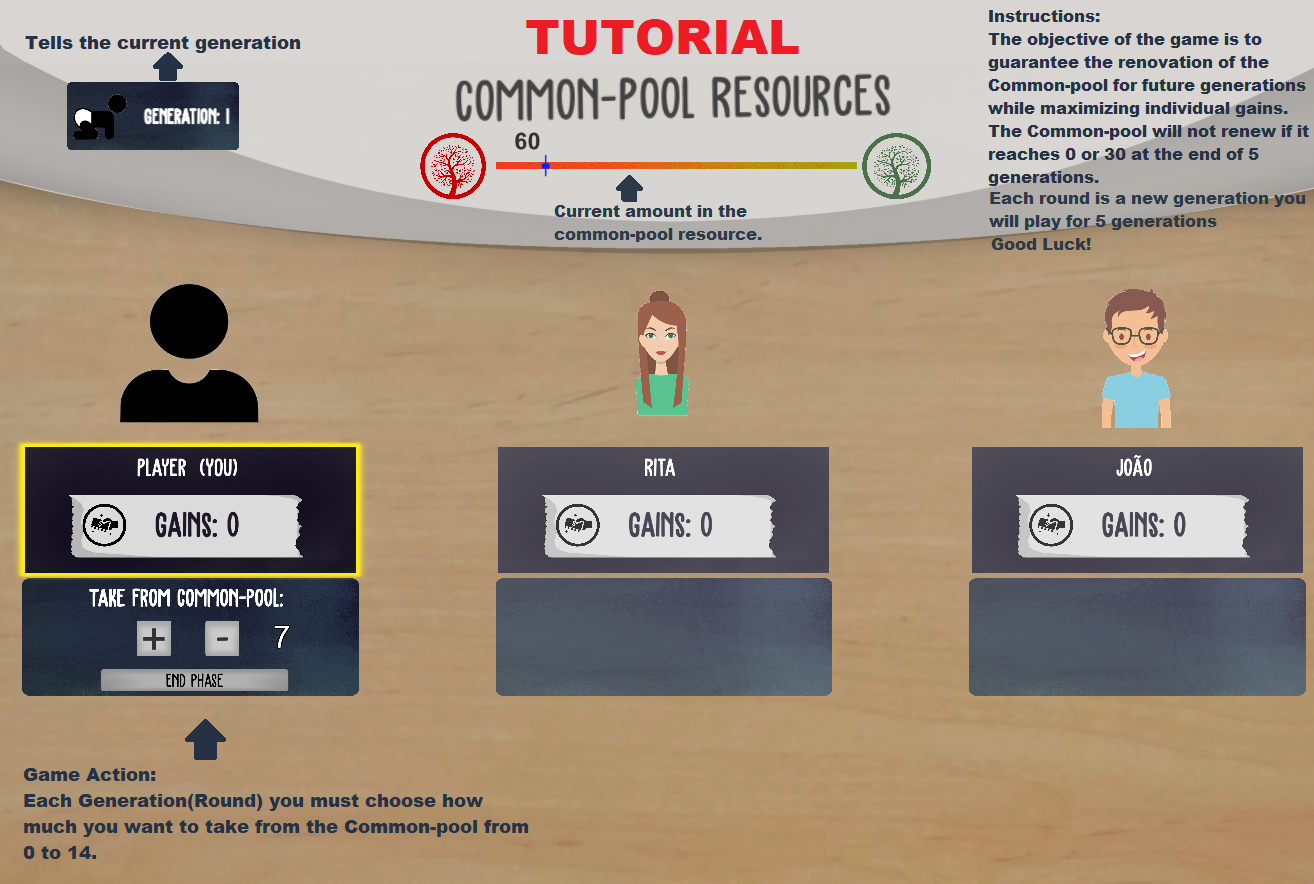 TUTORIAL
COMMON-POOL RESOURCES
Tells the current generation
GENERATION: 1
60
Current amount in the
common-pool resource.
Instructions:
The objective of the game is to
guarantee the renovation of the
Common-pool for future generations
while maximizing individual gains.
The Common-pool will not renew if it
reaches 0 or 30 at the end of 5
generations.
Each round is a new generation you
will play for 5 generations
Good Luck!
PLAYER (YOU)
GAINS: 0
TAKE FROM COMMON-POOL:
+ - 7
END PHASE
RITA
GAINS: 0
JOÃO
GAINS: 0
Game Action:
Each Generation(Round) you must choose how
much you want to take from the Common-pool from
0 to 14.